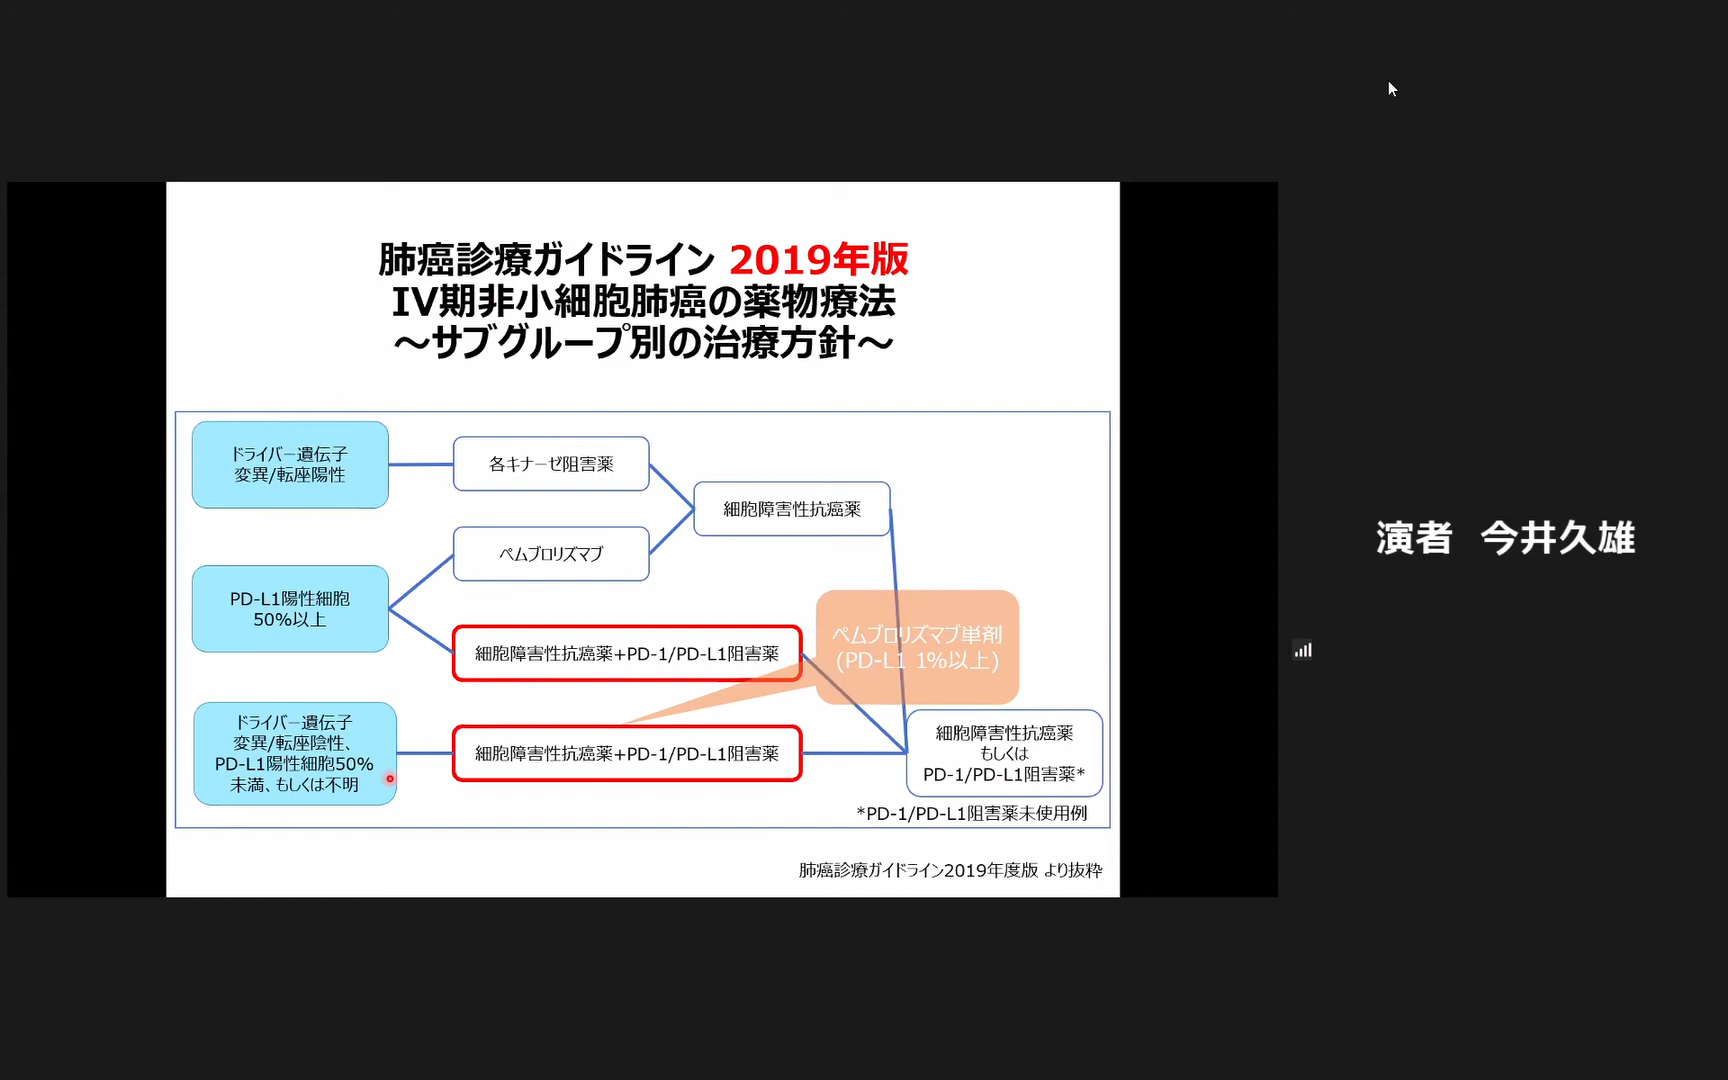 肺癌診療ガイドライン 2019年版
IV期非小細胞肺癌の薬物療法
～サブグループ別の治療方針～
ドライバー遺伝子
変異/転座陽性
各キナーゼ阻害薬
細胞障害性抗癌薬
ペムブロリズマブ
PD-L1陽性細胞
50%以上
細胞障害性抗癌薬+PD-1/PD-L1阻害薬
ペムブロリズマブ単剤
(PD-L1 1%以上)
ドライバー遺伝子
変異/転座陰性、
PD-L1陽性細胞50%
未満、もしくは不明
細胞障害性抗癌薬+PD-1/PD-L1阻害薬
細胞障害性抗癌薬
もしくは
PD-1/PD-L1阻害薬*
*PD-1/PD-L1阻害薬未使用例
肺癌診療ガイドライン2019年度版 より抜粋
演者　今井久雄